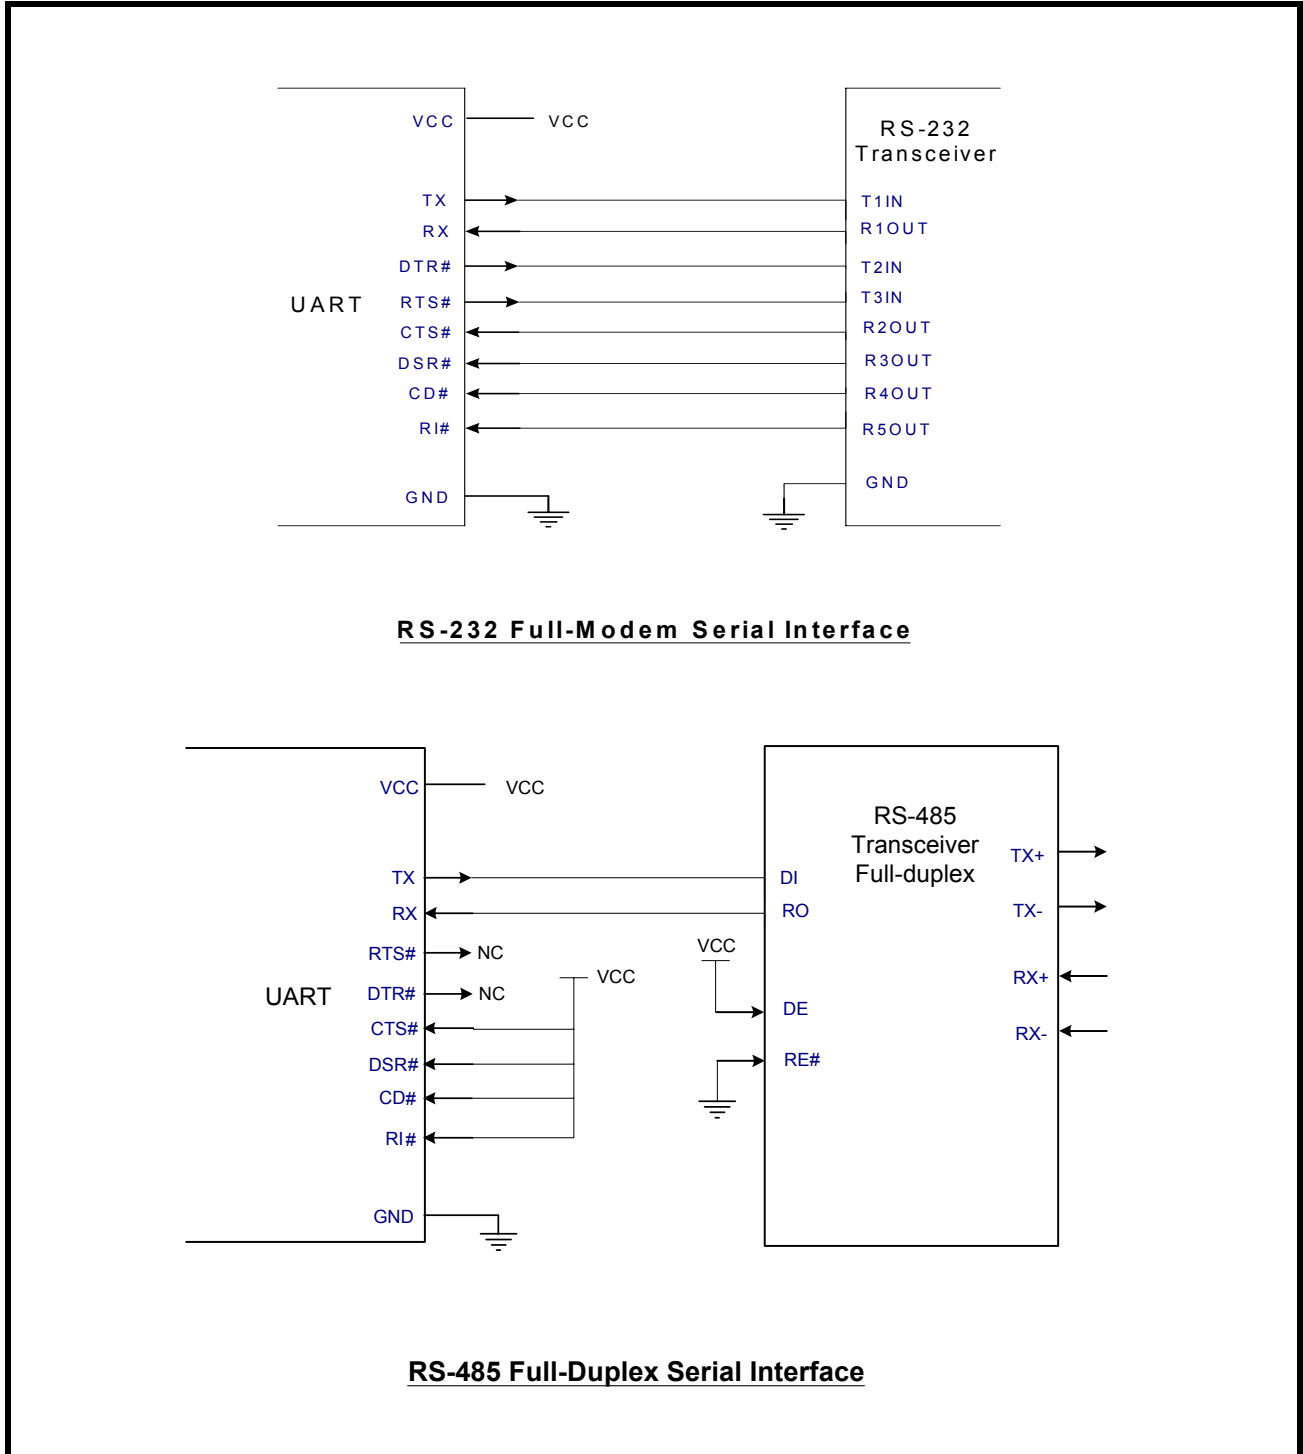 VCC VCC
RS-232
Transceiver
TX T1IN
RX R1OUT
DTR# T2IN
UART RTS# T3IN
CTS# R2OUT
DSR# R3OUT
CD# R4OUT
RI# R5OUT
GND GND
RS-232 Full-Modem Serial Interface
VCC VCC
RS-485
Transceiver
Full-duplex
TX+
TX DI
RX RO TX-
RTS# NC VCC
VCC RX+
UART DTR# NC
DE
CTS# RX-
DSR# RE#
CD#
RI#
GND
RS-485 Full-Duplex Serial Interface